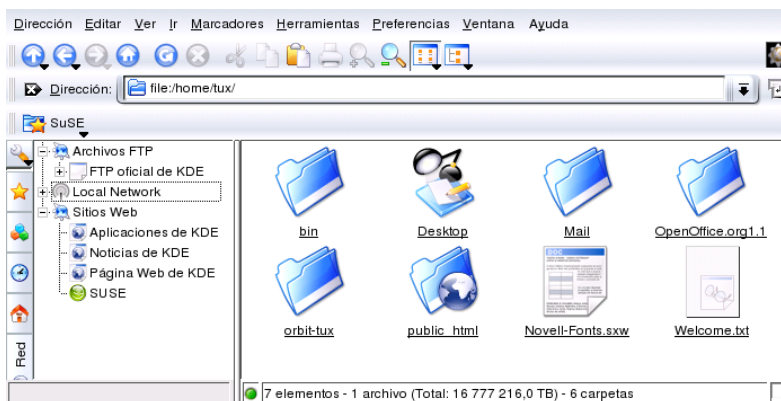 Dirección Editar Ver Ir Marcadores Herramientas Preferencias Ventana Ayuda
Dirección: file:/home/tux/
SuSE
Archivos FTP
FTP oficial de KDE
Local Network
Sitios Web
Aplicaciones de KDE
Noticias de KDE
Página Web de KDE
SUSE
Red
bin Desktop Mail OpenOffice.org1.1
DOC
orbit-tux public_html Novell-Fonts.sxw Welcome.txt
7 elementos - 1 archivo (Total: 16 777 216,0 TB) - 6 carpetas